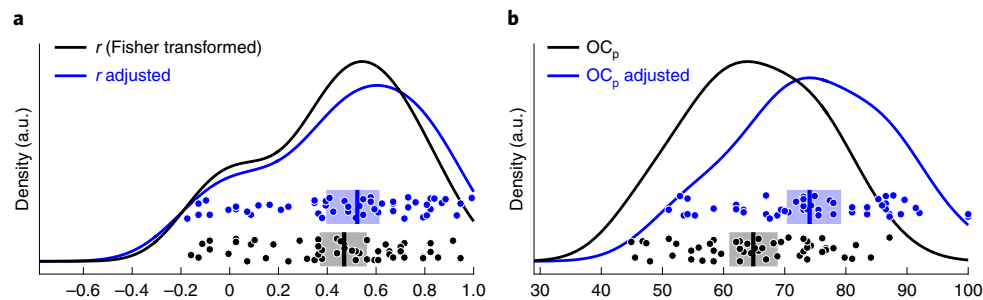 a
r (Fisher transformed)
r adjusted
Density (a.u.)
–0.6 –0.4 –0.2 0 0.2 0.4 0.6 0.8 1.0
b
OCp
OCp adjusted
Density (a.u.)
30 40 50 60 70 80 90 100